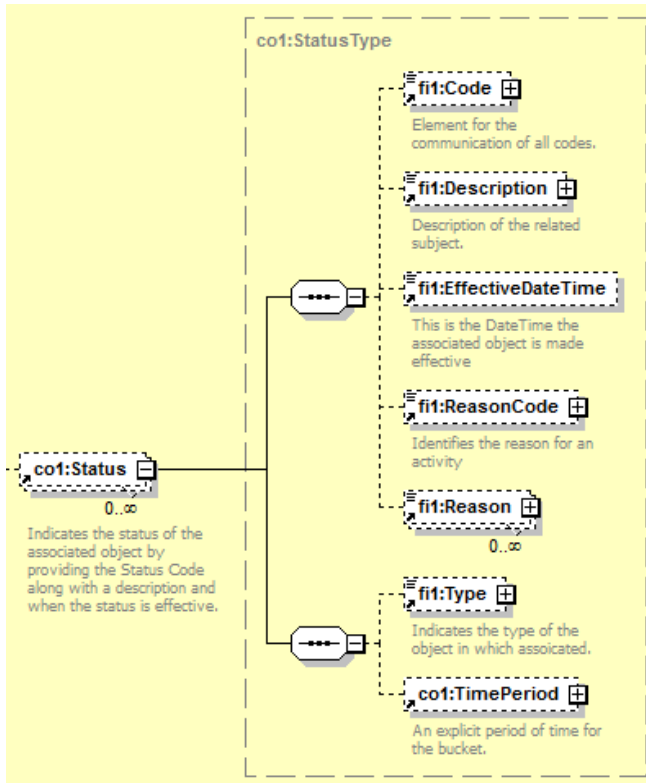 co1:StatusType
fi1:Code
Element for the
communication of all codes.
fi1:Description
Description of the related
subject.
fi1:EffectiveDateTime
This is the DateTime the
associated object is made
effective
fi1:ReasonCode
Identifies the reason for an
activity
co1:Status
0..∞
Indicates the status of the
associated object by
providing the Status Code
along with a description and
when the status is effective.
fi1:Reason
0..∞
fi1:Type
Indicates the type of the
object in which assoicated.
co1:TimePeriod
An explicit period of time for
the bucket.